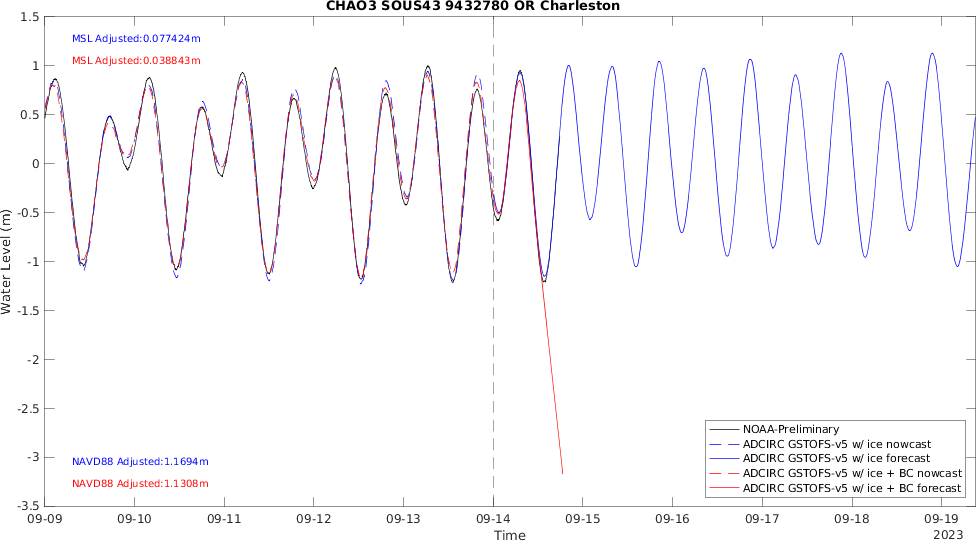 CHAO3 SOUS43 9432780 OR Charleston
MSL Adjusted:0.077424m
MSL Adjusted:0.038843m
1.5
1
0.5
0
-0.5
-1
-1.5
-2
-2.5
-3
-3.5
Water Level (m)
NAVD88 Adjusted:1.1694m
NAVD88 Adjusted:1.1308m
NOAA-Preliminary
ADCIRC GSTOFS-v5 w/ ice nowcast
ADCIRC GSTOFS-v5 w/ ice forecast
ADCIRC GSTOFS-v5 w/ ice + BC nowcast
ADCIRC GSTOFS-v5 w/ ice + BC forecast
09-09 09-10 09-11 09-12 09-13 09-14 09-15 09-16 09-17 09-18 09-19
Time
2023